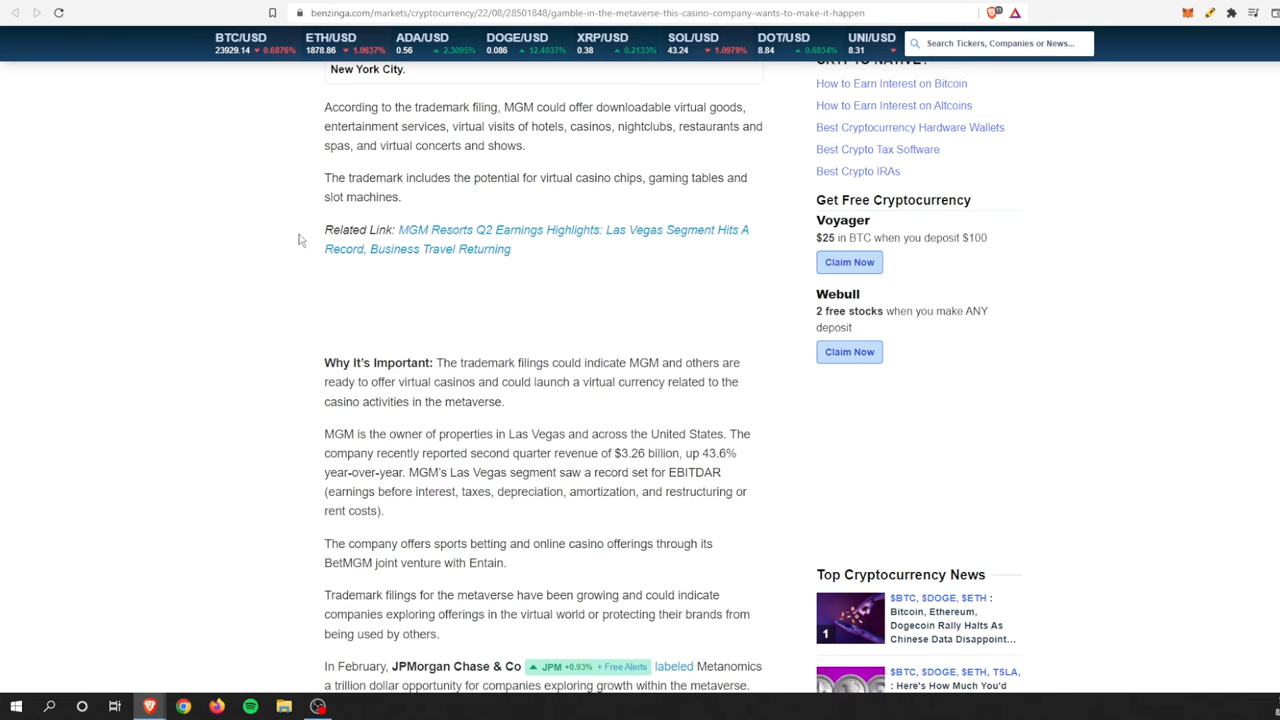 benzinga.com/markets/cryptocurrency/22/08/28501848/gamble-in-the-metaverse-this-casino-company-wants-to-make-it-happen
BTC/USD ETH/USD ADA/USD DOGE/USD XRP/USD SOL/USD DOT/USD UNI/USD
23929.14 0.6876% 1878.86 1.0637% 0.56 2.3095% 0.086 12.4037% 0.38 0.2133% 43.24 1.0979% 8.84 0.6834% 8.31
Search Tickers, Companies or News...
New York City.
According to the trademark filing, MGM could offer downloadable virtual goods,
entertainment services, virtual visits of hotels, casinos, nightclubs, restaurants and
spas, and virtual concerts and shows.
The trademark includes the potential for virtual casino chips, gaming tables and
slot machines.
Related Link: MGM Resorts Q2 Earnings Highlights: Las Vegas Segment Hits A
Record, Business Travel Returning
Why It's Important: The trademark filings could indicate MGM and others are
ready to offer virtual casinos and could launch a virtual currency related to the
casino activities in the metaverse.
MGM is the owner of properties in Las Vegas and across the United States. The
company recently reported second quarter revenue of $3.26 billion, up 43.6%
year-over-year. MGM's Las Vegas segment saw a record set for EBITDAR
(earnings before interest, taxes, depreciation, amortization, and restructuring or
rent costs).
The company offers sports betting and online casino offerings through its
BetMGM joint venture with Entain.
Trademark filings for the metaverse have been growing and could indicate
companies exploring offerings in the virtual world or protecting their brands from
being used by others.
In February, JPMorgan Chase & Co JPM +0.93% + Free Alerts labeled Metanomics
a trillion dollar opportunity for companies exploring growth within the metaverse.
How to Earn Interest on Bitcoin
How to Earn Interest on Altcoins
Best Cryptocurrency Hardware Wallets
Best Crypto Tax Software
Best Crypto IRAs
Get Free Cryptocurrency
Voyager
$25 in BTC when you deposit $100
Claim Now
Webull
2 free stocks when you make ANY
deposit
Claim Now
Top Cryptocurrency News
1
$BTC, $DOGE, $ETH :
Bitcoin, Ethereum,
Dogecoin Rally Halts As
Chinese Data Disappoint...
$BTC, $DOGE, $ETH, TSLA,
: Here's How Much You'd